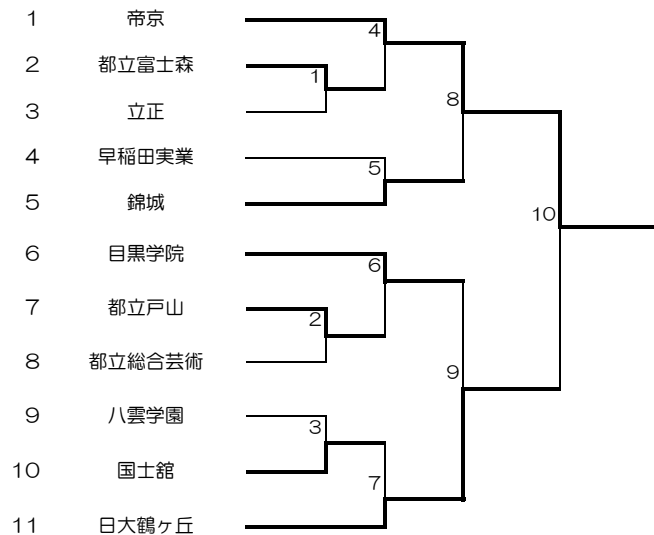 1 帝京
2 都立富士森
3 立正
4 早稲田実業
5 錦城
6 目黒学院
7 都立戸山
8 都立総合芸術
9 八雲学園
10 国士舘
11 日大鶴ヶ丘
4
1
8
5
10
6
2
9
3
7